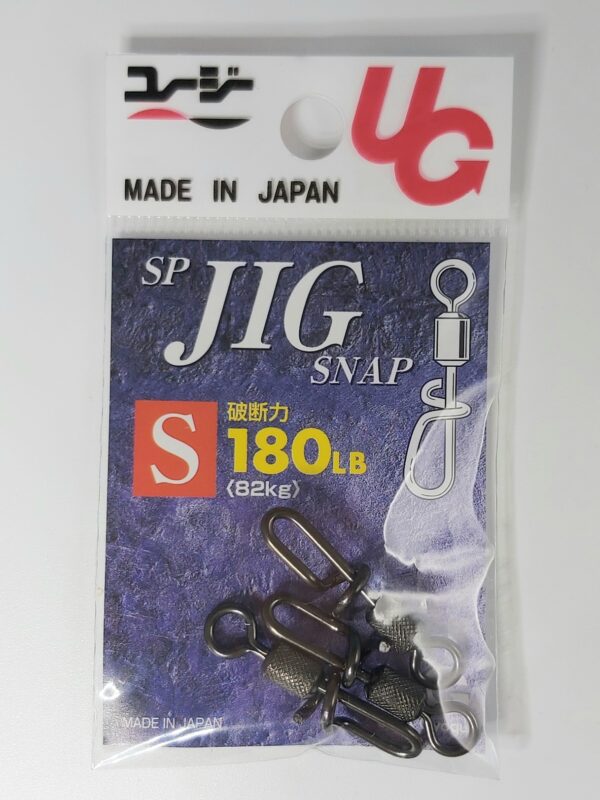 ユージー
UG
MADE IN JAPAN
SP JIG SNAP
S
破断力
180LB
〈82kg〉
MADE IN JAPAN